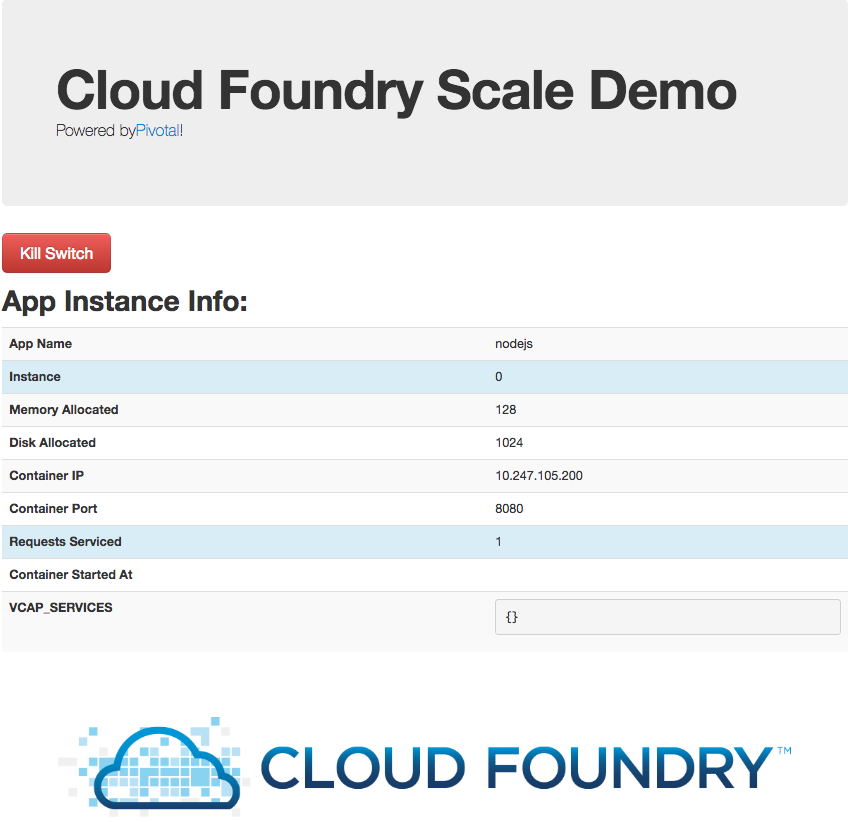 Cloud Foundry Scale Demo
Powered byPivotal!
Kill Switch
App Instance Info:
App Name nodejs
Instance 0
Memory Allocated 128
Disk Allocated 1024
Container IP 10.247.105.200
Container Port 8080
Requests Serviced 1
Container Started At
VCAP_SERVICES {}
CLOUD FOUNDRY™